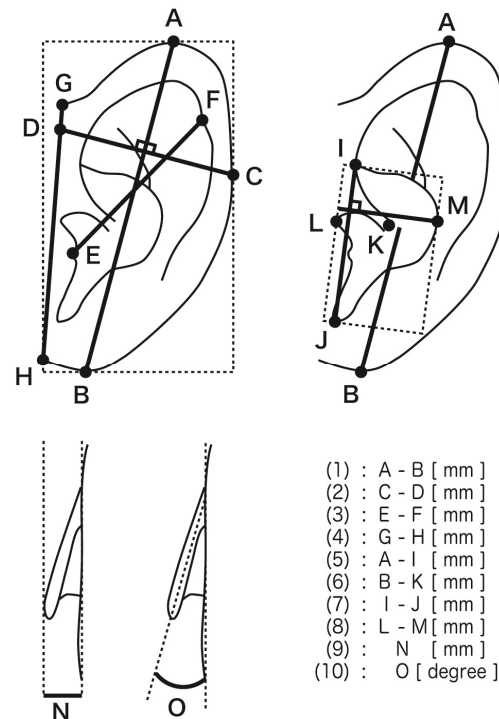 A
A
G
F
D
I
C
L
K
M
E
J
H
B
B
(1) : A - B [ mm ]
(2) : C - D [ mm ]
(3) : E - F [ mm ]
(4) : G - H [ mm ]
(5) : A - I [ mm ]
(6) : B - K [ mm ]
(7) : I - J [ mm ]
(8) : L - M [ mm ]
(9) : N [ mm ]
(10) : O [ degree ]
N
O